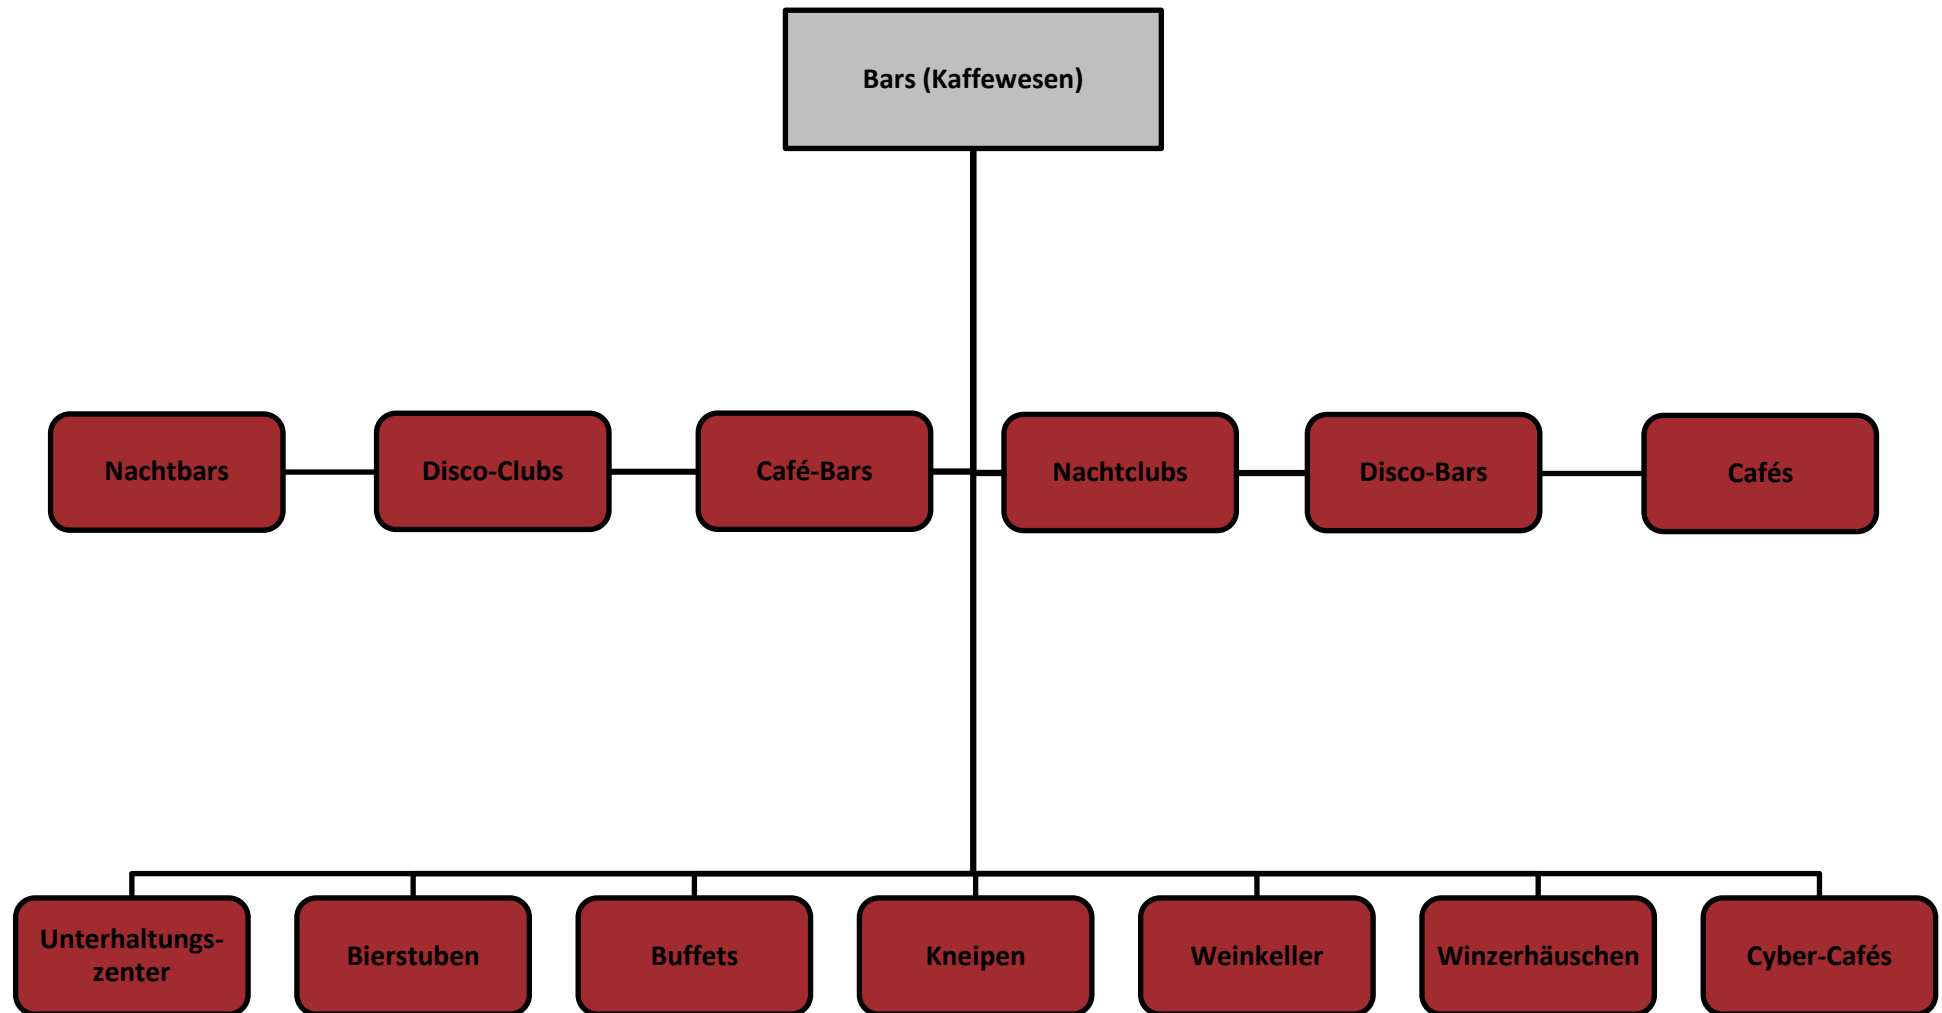 Bars (Kaffewesen)
Nachtbars
Disco-Clubs
Café-Bars
Nachtclubs
Disco-Bars
Cafés
Unterhaltungs-
zenter
Bierstuben
Buffets
Kneipen
Weinkeller
Winzerhäuschen
Cyber-Cafés